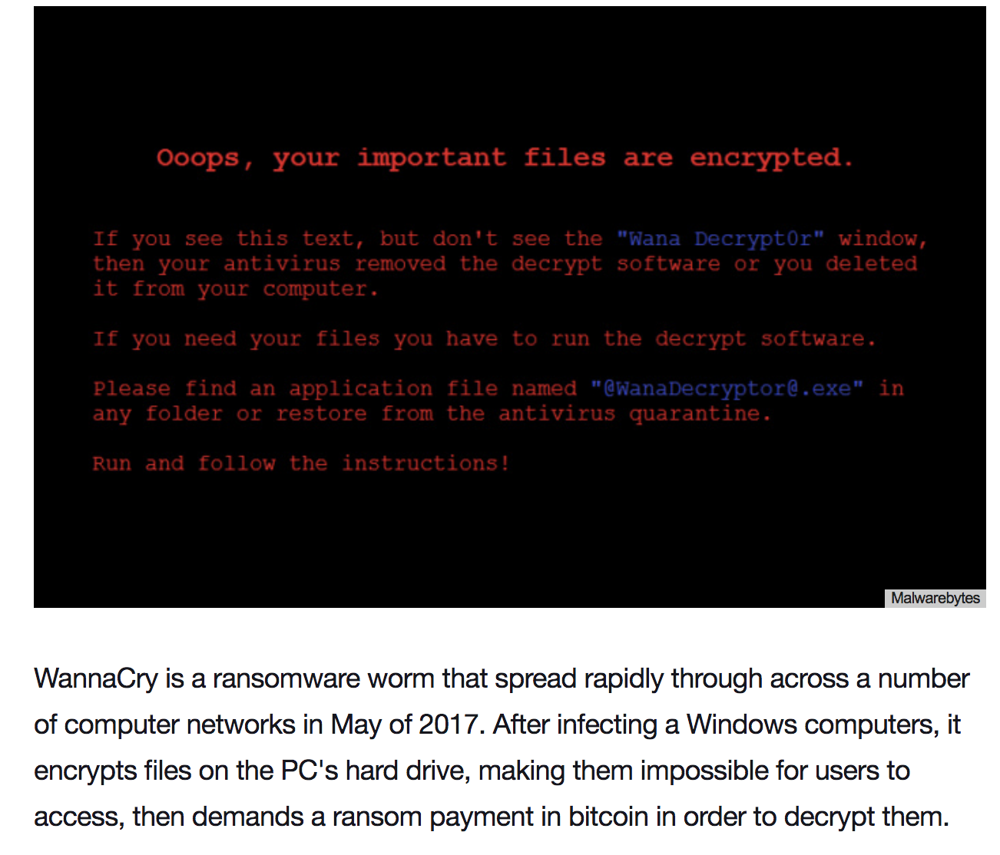 Ooops, your important files are encrypted.
If you see this text, but don't see the "Wana Decrypt0r" window,
then your antivirus removed the decrypt software or you deleted
it from your computer.
If you need your files you have to run the decrypt software.
Please find an application file named "@WanaDecryptor@.exe" in
any folder or restore from the antivirus quarantine.
Run and follow the instructions!
Malwarebytes
WannaCry is a ransomware worm that spread rapidly through across a number
of computer networks in May of 2017. After infecting a Windows computers, it
encrypts files on the PC's hard drive, making them impossible for users to
access, then demands a ransom payment in bitcoin in order to decrypt them.